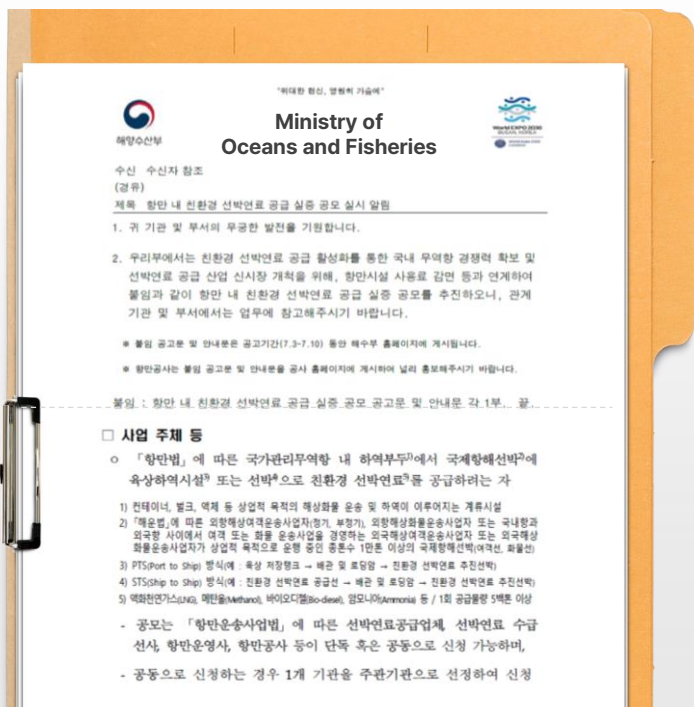 "위대한 헌신, 영원히 가슴에"
해양수산부
Ministry of
Oceans and Fisheries
WORLD EXPO 2030
BUSAN, KOREA
수신 수신자 참조
(경유)
제목 항만 내 친환경 선박연료 공급 실증 공모 실시 알림
1. 귀 기관 및 부서의 무궁한 발전을 기원합니다.
2. 우리부에서는 친환경 선박연료 공급 활성화를 통한 국내 무역항 경쟁력 확보 및
선박연료 공급 산업 신시장 개척을 위해, 항만시설 사용료 감면 등과 연계하여
붙임과 같이 항만 내 친환경 선박연료 공급 실증 공모를 추진하오니, 관계
기관 및 부서에서는 업무에 참고해주시기 바랍니다.
※ 붙임 공고문 및 안내문은 공고기간(7.3~7.10) 동안 해수부 홈페이지에 게시됩니다.
※ 항만공사는 붙임 공고문 및 안내문을 공사 홈페이지에 게시하여 널리 홍보해주시기 바랍니다.
붙임 : 항만 내 친환경 선박연료 공급 실증 공모 공고문 및 안내문 각 1부. 끝.
□ 사업 주체 등
ㅇ 「항만법」에 따른 국가관리무역항 내 하역부두1)에서 국제항해선박2)에
육상하역시설3) 또는 선박4)으로 친환경 선박연료5)를 공급하려는 자
1) 컨테이너, 벌크, 액체 등 상업적 목적의 해상화물 운송 및 하역이 이루어지는 계류시설
2) 「해운법」에 따른 외항해상여객운송사업자(정기, 부정기), 외항해상화물운송사업자 또는 국내항과
외국항 사이에서 여객 또는 화물 운송사업을 경영하는 외국해상여객운송사업자 또는 외국해상
화물운송사업자가 상업적 목적으로 운행 중인 총톤수 1만톤 이상의 국제항해선박(여객선, 화물선)
3) PTS(Port to Ship) 방식(예 : 육상 저장탱크 → 배관 및 로딩암 → 친환경 선박연료 추진선박)
4) STS(Ship to Ship) 방식(예 : 친환경 선박연료 공급선 → 배관 및 로딩암 → 친환경 선박연료 추진선박)
5) 액화천연가스(LNG), 메탄올(Methanol), 바이오디젤(Bio-diesel), 암모니아(Ammonia) 등 / 1회 공급물량 5백톤 이상
- 공모는 「항만운송사업법」에 따른 선박연료공급업체, 선박연료 수급
선사, 항만운영사, 항만공사 등이 단독 혹은 공동으로 신청 가능하며,
- 공동으로 신청하는 경우 1개 기관을 주관기관으로 선정하여 신청